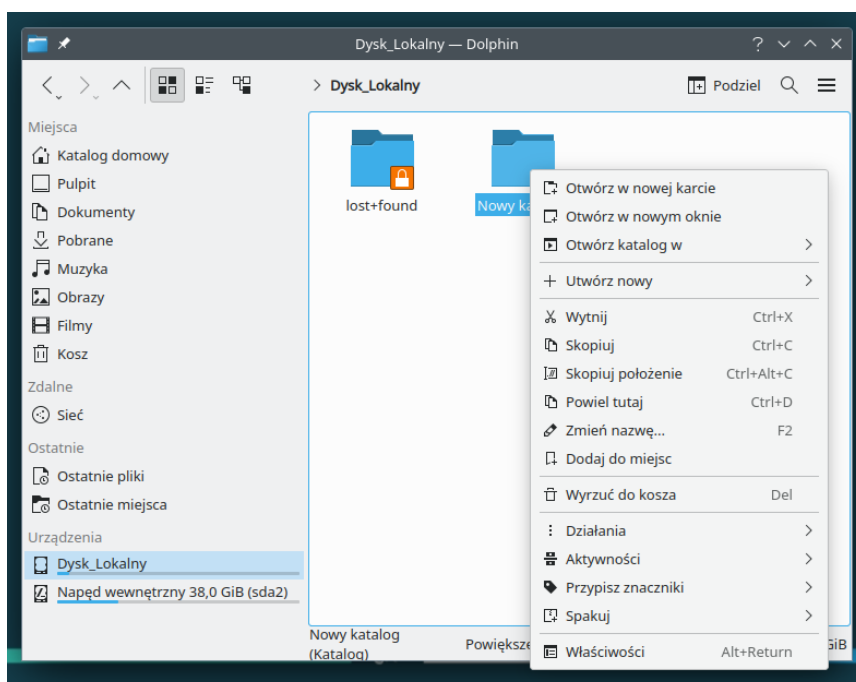 Dysk_Lokalny — Dolphin
Dysk_Lokalny
Podziel
Miejsca
Katalog domowy
Pulpit
Dokumenty
Pobrane
Muzyka
Obrazy
Filmy
Kosz
Zdalne
Sieć
Ostatnie
Ostatnie pliki
Ostatnie miejsca
Urządzenia
Dysk_Lokalny
Napęd wewnętrzny 38,0 GiB (sda2)
lost+found
Nowy
Otwórz w nowej karcie
Otwórz w nowym oknie
Otwórz katalog w
Utwórz nowy
Wytnij Ctrl+X
Skopiuj Ctrl+C
Skopiuj położenie Ctrl+Alt+C
Powiel tutaj Ctrl+D
Zmień nazwę... F2
Dodaj do miejsc
Wyrzuć do kosza Del
Działania
Aktywności
Przypisz znaczniki
Spakuj
Właściwości Alt+Return
Nowy katalog
(Katalog)
GiB